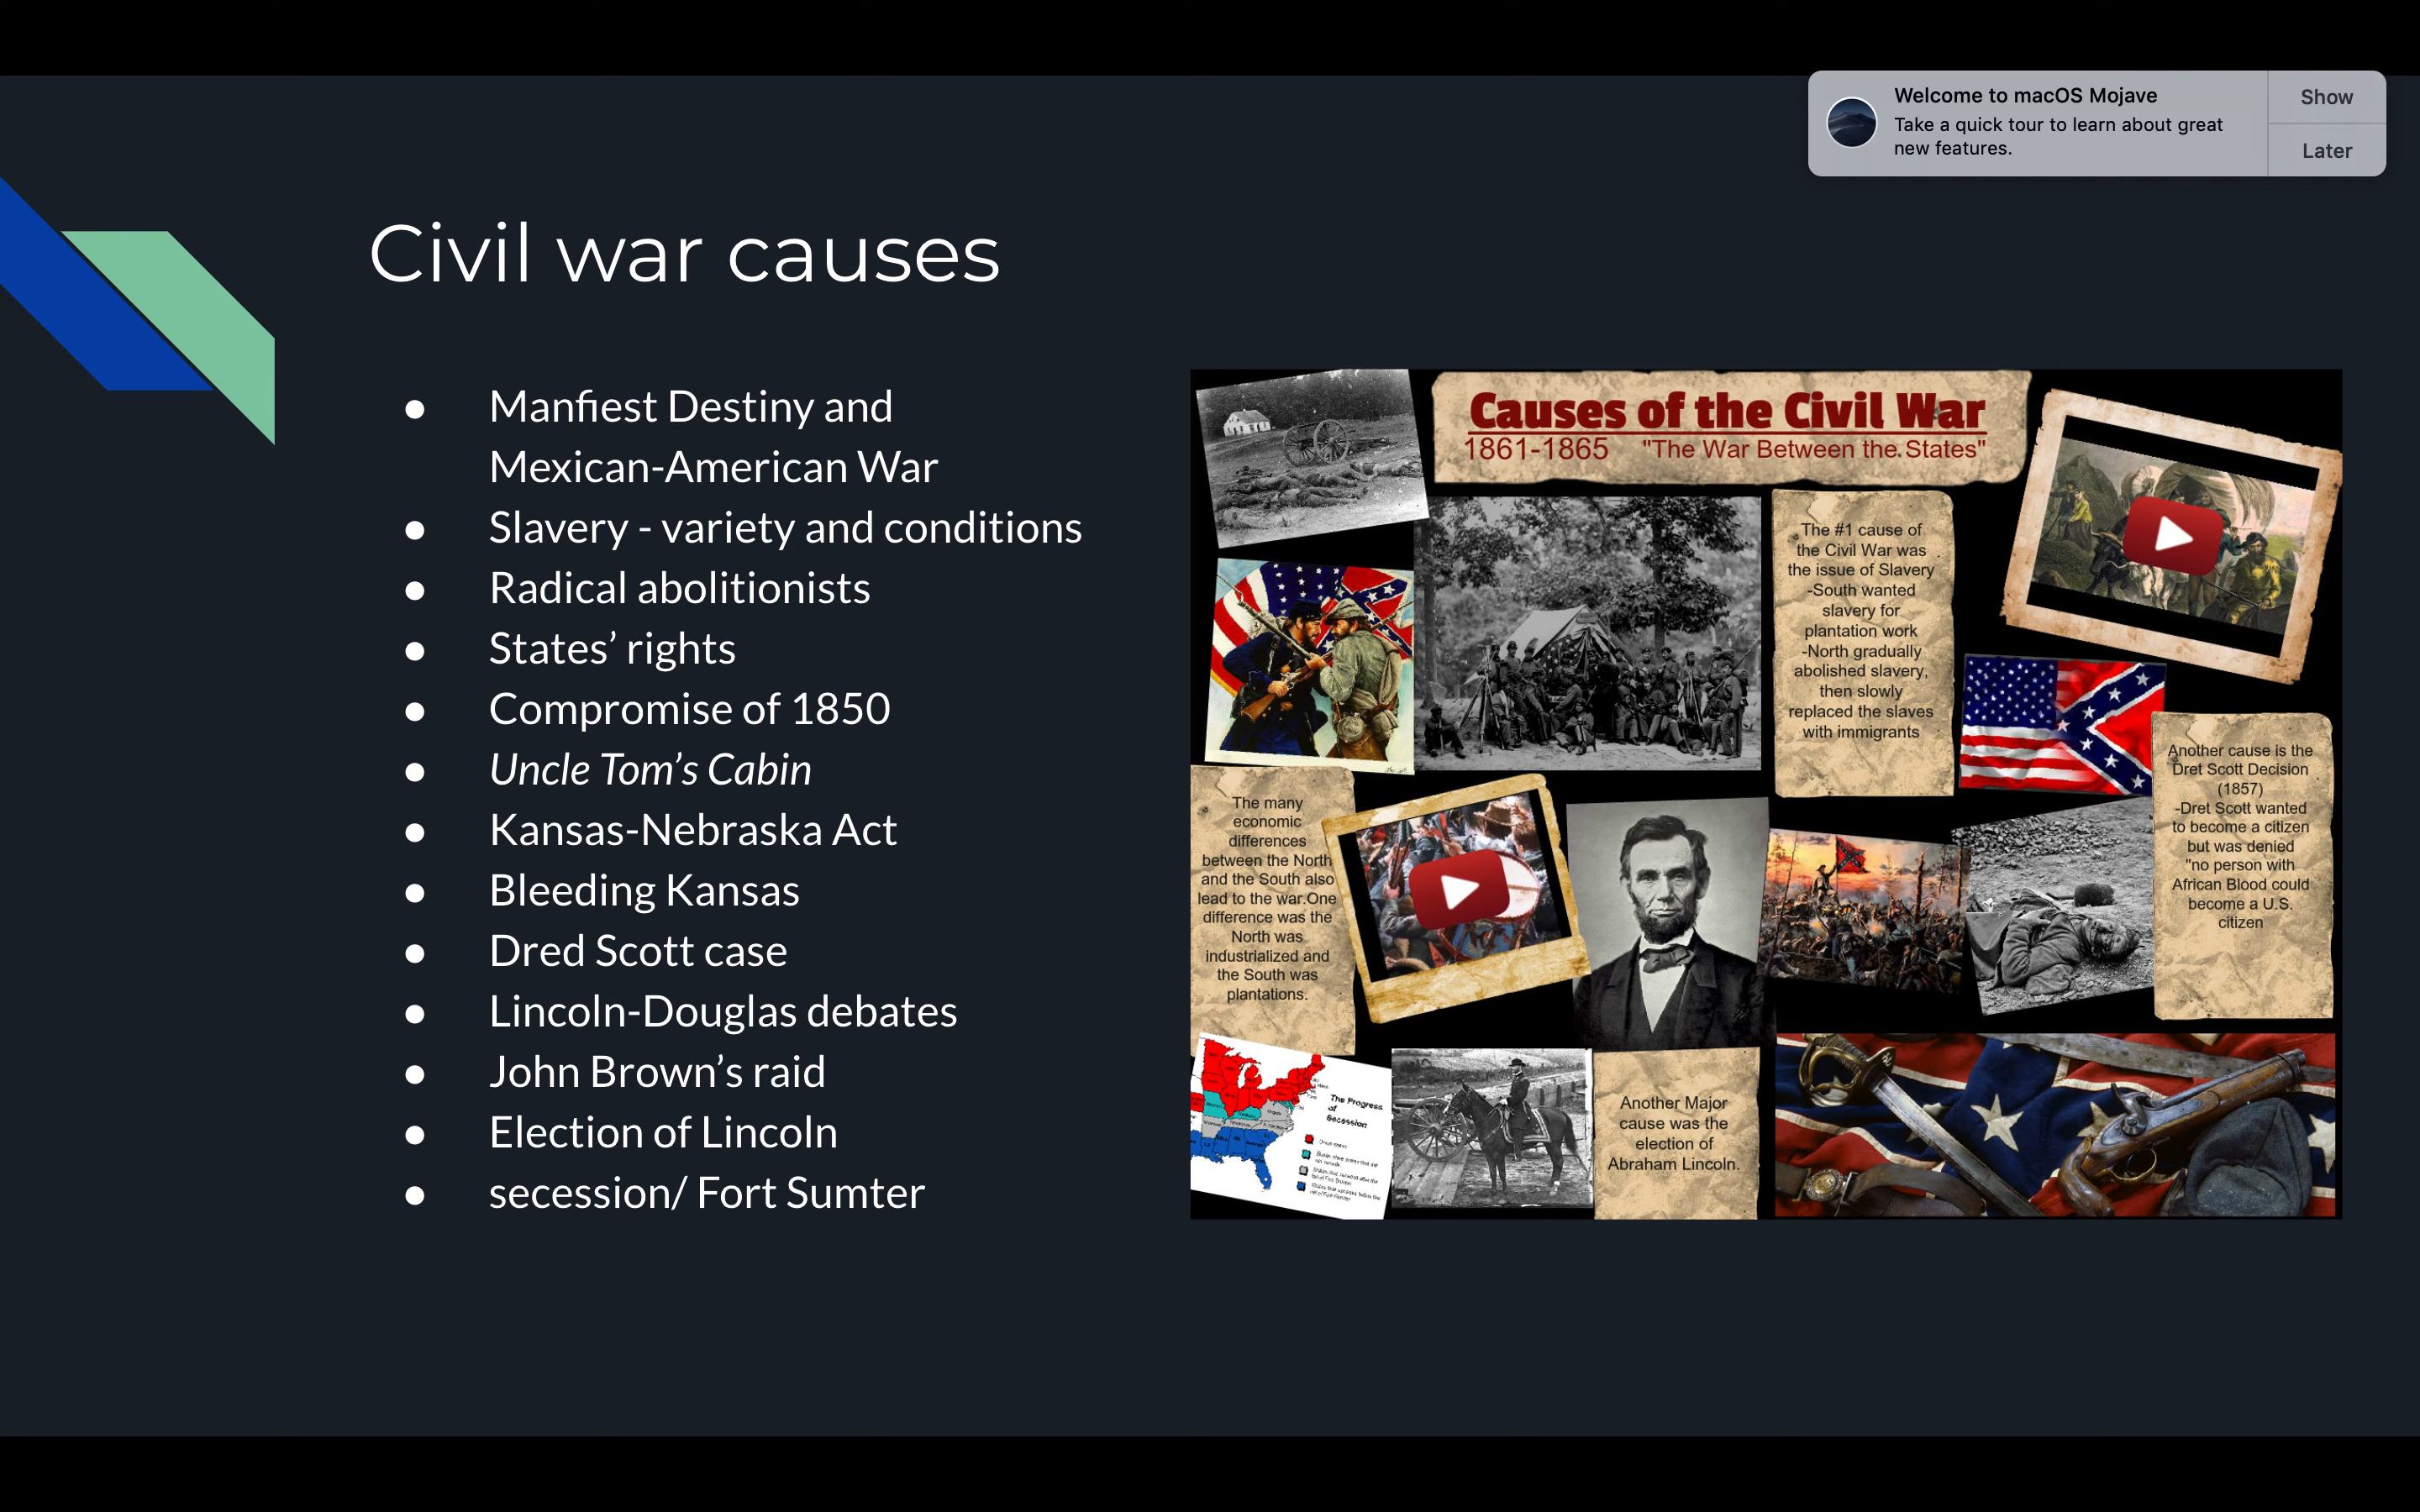 Welcome to macOS Mojave
Take a quick tour to learn about great
new features.
Show
Later
Civil war causes
● Manfiest Destiny and
Mexican-American War
● Slavery - variety and conditions
● Radical abolitionists
● States’ rights
● Compromise of 1850
● Uncle Tom’s Cabin
● Kansas-Nebraska Act
● Bleeding Kansas
● Dred Scott case
● Lincoln-Douglas debates
● John Brown’s raid
● Election of Lincoln
● secession/ Fort Sumter
Causes of the Civil War
1861-1865 "The War Between the States"
The #1 cause of
the Civil War was
the issue of Slavery
-South wanted
slavery for
plantation work
-North gradually
abolished slavery,
then slowly
replaced the slaves
with immigrants
Another cause is the
Dret Scott Decision
(1857)
-Dret Scott wanted
to become a citizen
but was denied
"no person with
African Blood could
become a U.S.
citizen
The many
economic
differences
between the North
and the South also
lead to the war.One
difference was the
North was
industrialized and
the South was
plantations.
The Progress
of
Secession
Another Major
cause was the
election of
Abraham Lincoln.